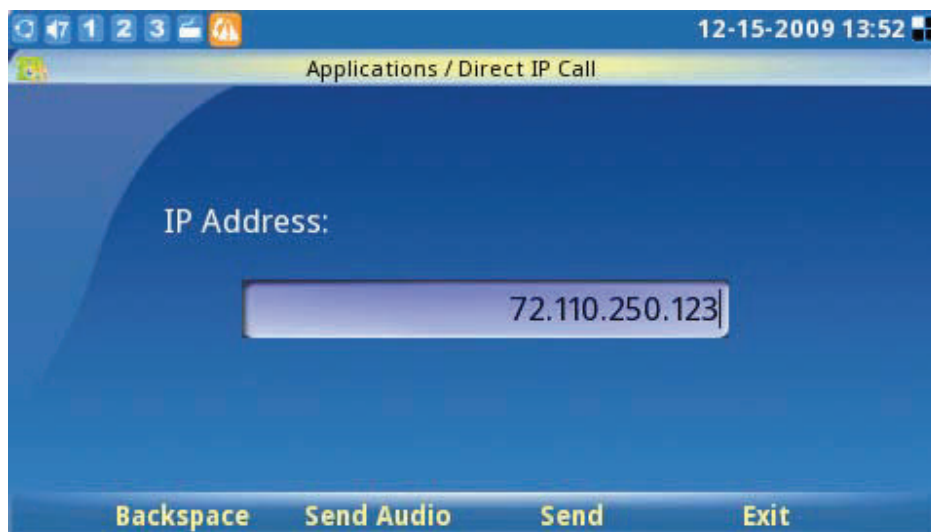 7 1 2 3 12-15-2009 13:52
Applications / Direct IP Call
IP Address:
72.110.250.123
Backspace Send Audio Send Exit